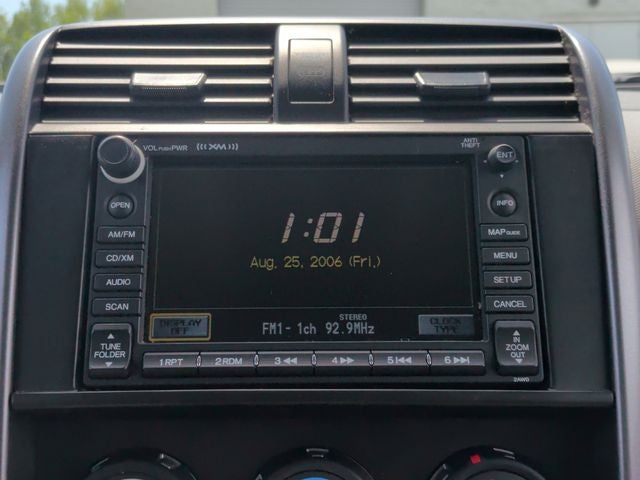 VOL PUSH PWR
(((XM)))
ANTI
THEFT
ENT
OPEN
INFO
AM/FM
CD/XM
AUDIO
SCAN
TUNE
FOLDER
MAP GUIDE
MENU
SETUP
CANCEL
IN
ZOOM
OUT
2AW0
1:01
Aug. 25, 2006 (Fri.)
STEREO
FM1- 1ch 92.9MHz
DISPLAY
OFF
CLOCK
TYPE
1 RPT
2 RDM
3 ◀◀
4 ▶▶
5 I◀◀
6 ▶▶I